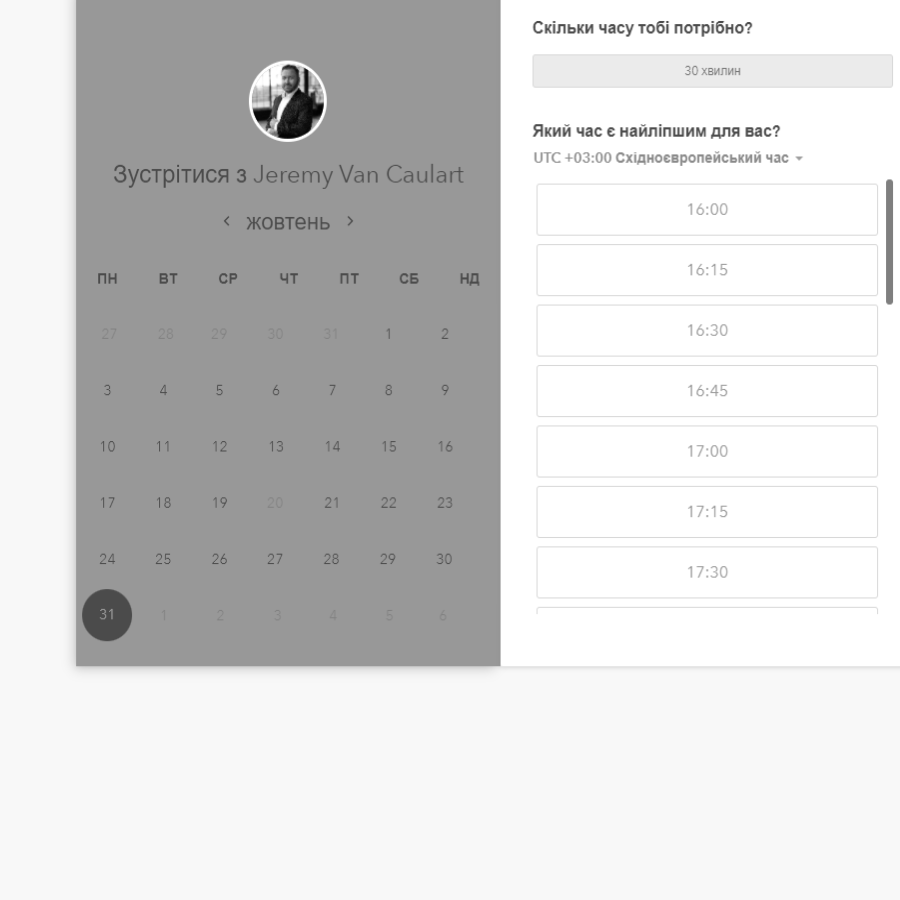 Зустрітися з Jeremy Van Caulart
жовтень
ПН ВТ СР ЧТ ПТ СБ НД
27 28 29 30 31 1 2
3 4 5 6 7 8 9
10 11 12 13 14 15 16
17 18 19 20 21 22 23
24 25 26 27 28 29 30
31 1 2 3 4 5 6
Скільки часу тобі потрібно?
30 хвилин
Який час є найліпшим для вас?
UTC +03:00 Східноєвропейський час
16:00
16:15
16:30
16:45
17:00
17:15
17:30